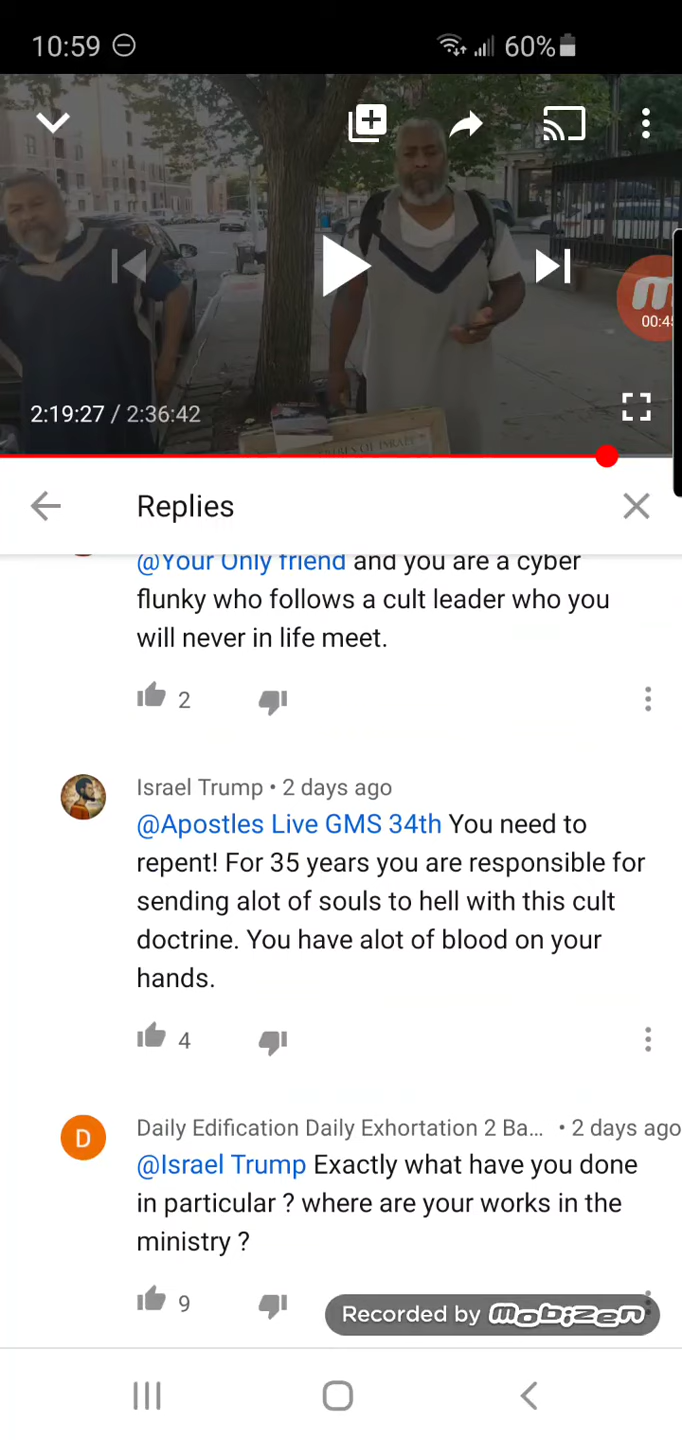 10:59
60%
00:4
2:19:27 / 2:36:42
OF ISRAEL
Replies
@Your Only friend and you are a cyber
flunky who follows a cult leader who you
will never in life meet.
2
Israel Trump • 2 days ago
@Apostles Live GMS 34th You need to
repent! For 35 years you are responsible for
sending alot of souls to hell with this cult
doctrine. You have alot of blood on your
hands.
4
D
Daily Edification Daily Exhortation 2 Ba... • 2 days ago
@Israel Trump Exactly what have you done
in particular ? where are your works in the
ministry ?
9
Recorded by mobizen